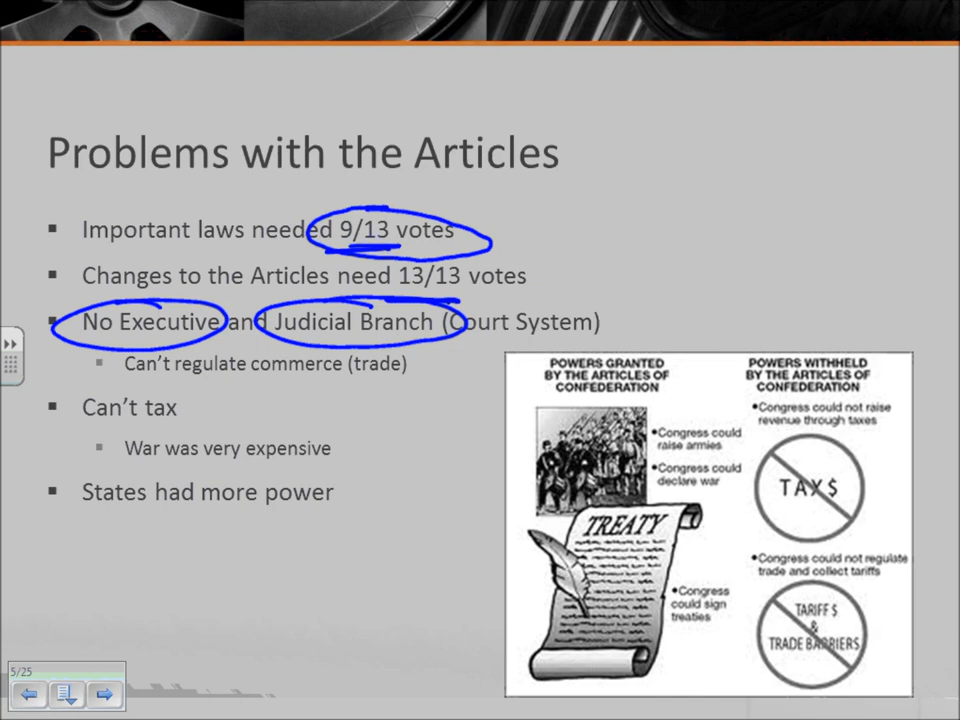 Problems with the Articles
Important laws needed 9/13 votes
Changes to the Articles need 13/13 votes
No Executive and Judicial Branch (Court System)
Can't regulate commerce (trade)
Can't tax
War was very expensive
States had more power
POWERS GRANTED
BY THE ARTICLES OF
CONFEDERATION
•Congress could
raise armies
•Congress could
declare war
TREATY
•Congress
could sign
treaties
POWERS WITHHELD
BY THE ARTICLES OF
CONFEDERATION
•Congress could not raise
revenue through taxes
TAX $
•Congress could not regulate
trade and collect tariffs
TARIFF $
&
TRADE BARRIERS
5/25